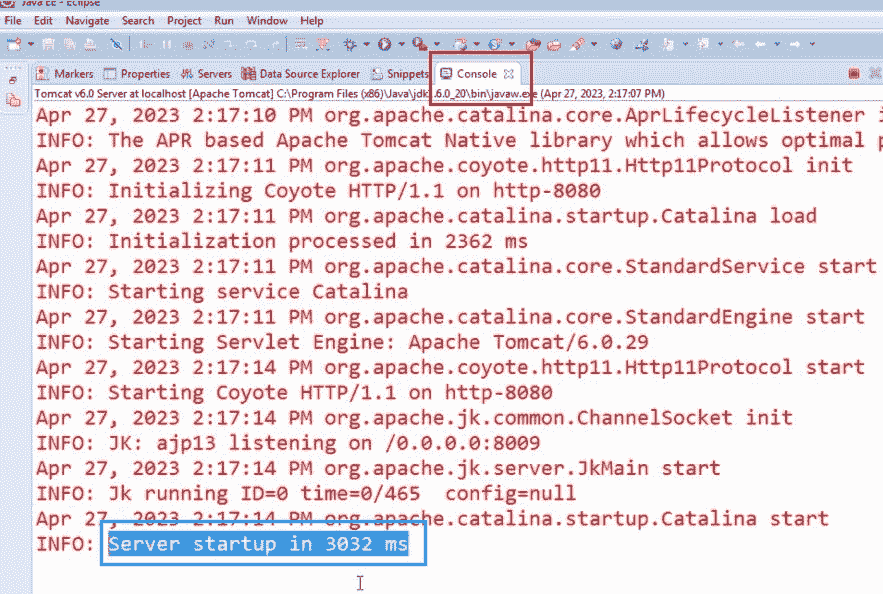 Java EE - Eclipse
File Edit Navigate Search Project Run Window Help
Markers Properties Servers Data Source Explorer Snippets Console
Tomcat v6.0 Server at localhost [Apache Tomcat] C:\Program Files (x86)\Java\jdk1.6.0_20\bin\javaw.exe (Apr 27, 2023, 2:17:07 PM)
Apr 27, 2023 2:17:10 PM org.apache.catalina.core.AprLifecycleListener i
INFO: The APR based Apache Tomcat Native library which allows optimal p
Apr 27, 2023 2:17:11 PM org.apache.coyote.http11.Http11Protocol init
INFO: Initializing Coyote HTTP/1.1 on http-8080
Apr 27, 2023 2:17:11 PM org.apache.catalina.startup.Catalina load
INFO: Initialization processed in 2362 ms
Apr 27, 2023 2:17:11 PM org.apache.catalina.core.StandardService start
INFO: Starting service Catalina
Apr 27, 2023 2:17:11 PM org.apache.catalina.core.StandardEngine start
INFO: Starting Servlet Engine: Apache Tomcat/6.0.29
Apr 27, 2023 2:17:14 PM org.apache.coyote.http11.Http11Protocol start
INFO: Starting Coyote HTTP/1.1 on http-8080
Apr 27, 2023 2:17:14 PM org.apache.jk.common.ChannelSocket init
INFO: JK: ajp13 listening on /0.0.0.0:8009
Apr 27, 2023 2:17:14 PM org.apache.jk.server.JkMain start
INFO: Jk running ID=0 time=0/465  config=null
Apr 27, 2023 2:17:14 PM org.apache.catalina.startup.Catalina start
INFO: Server startup in 3032 ms